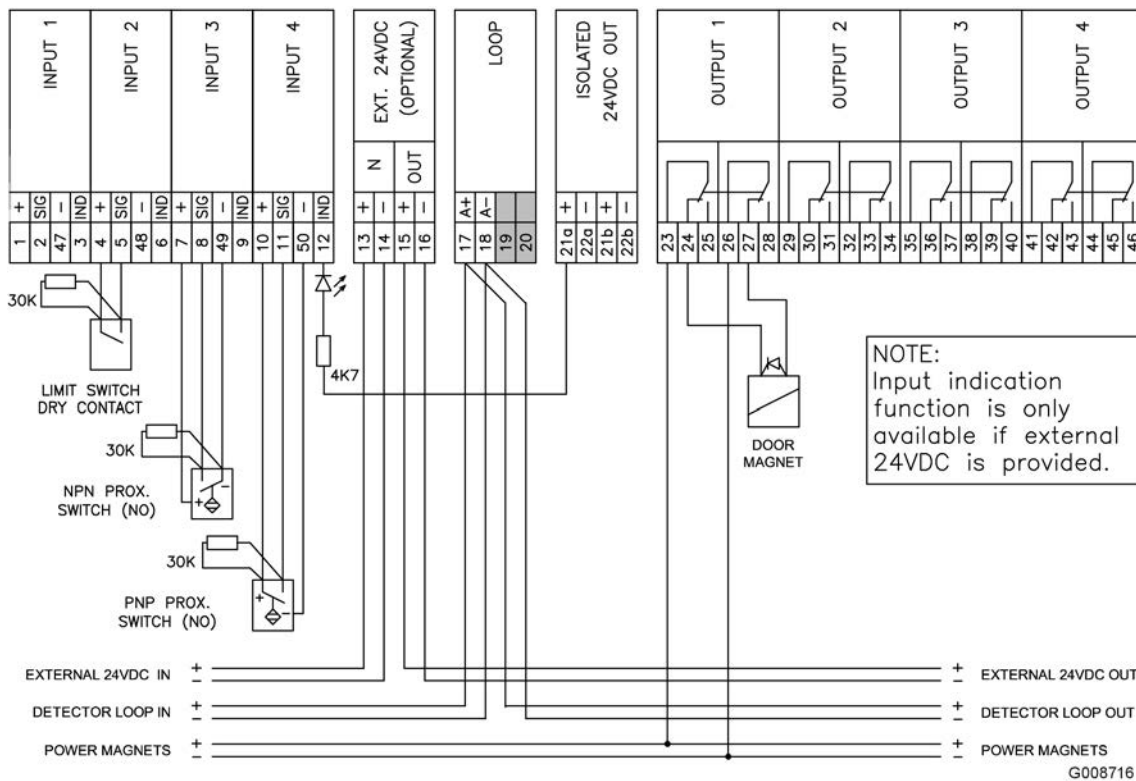 INPUT 1
INPUT 2
INPUT 3
INPUT 4
EXT. 24VDC
(OPTIONAL)
LOOP
ISOLATED
24VDC OUT
OUTPUT 1
OUTPUT 2
OUTPUT 3
OUTPUT 4
N
OUT
+ SIG − IND + SIG − IND + SIG − IND + SIG − IND
+ − + −
A+ A−
+ − + −
1 2 47 3 4 5 48 6 7 8 49 9 10 11 50 12
13 14 15 16
17 18 19 20
21a 22a 21b 22b
23 24 25 26 27 28 29 30 31 32 33 34 35 36 37 38 39 40 41 42 43 44 45 46
30K
LIMIT SWITCH
DRY CONTACT
4K7
30K
NPN PROX.
SWITCH (NO)
+ −
30K
PNP PROX.
SWITCH (NO)
+ −
DOOR
MAGNET
NOTE:
Input indication
function is only
available if external
24VDC is provided.
EXTERNAL 24VDC IN + −
+ − EXTERNAL 24VDC OUT
DETECTOR LOOP IN + −
+ − DETECTOR LOOP OUT
POWER MAGNETS + −
+ − POWER MAGNETS
G008716